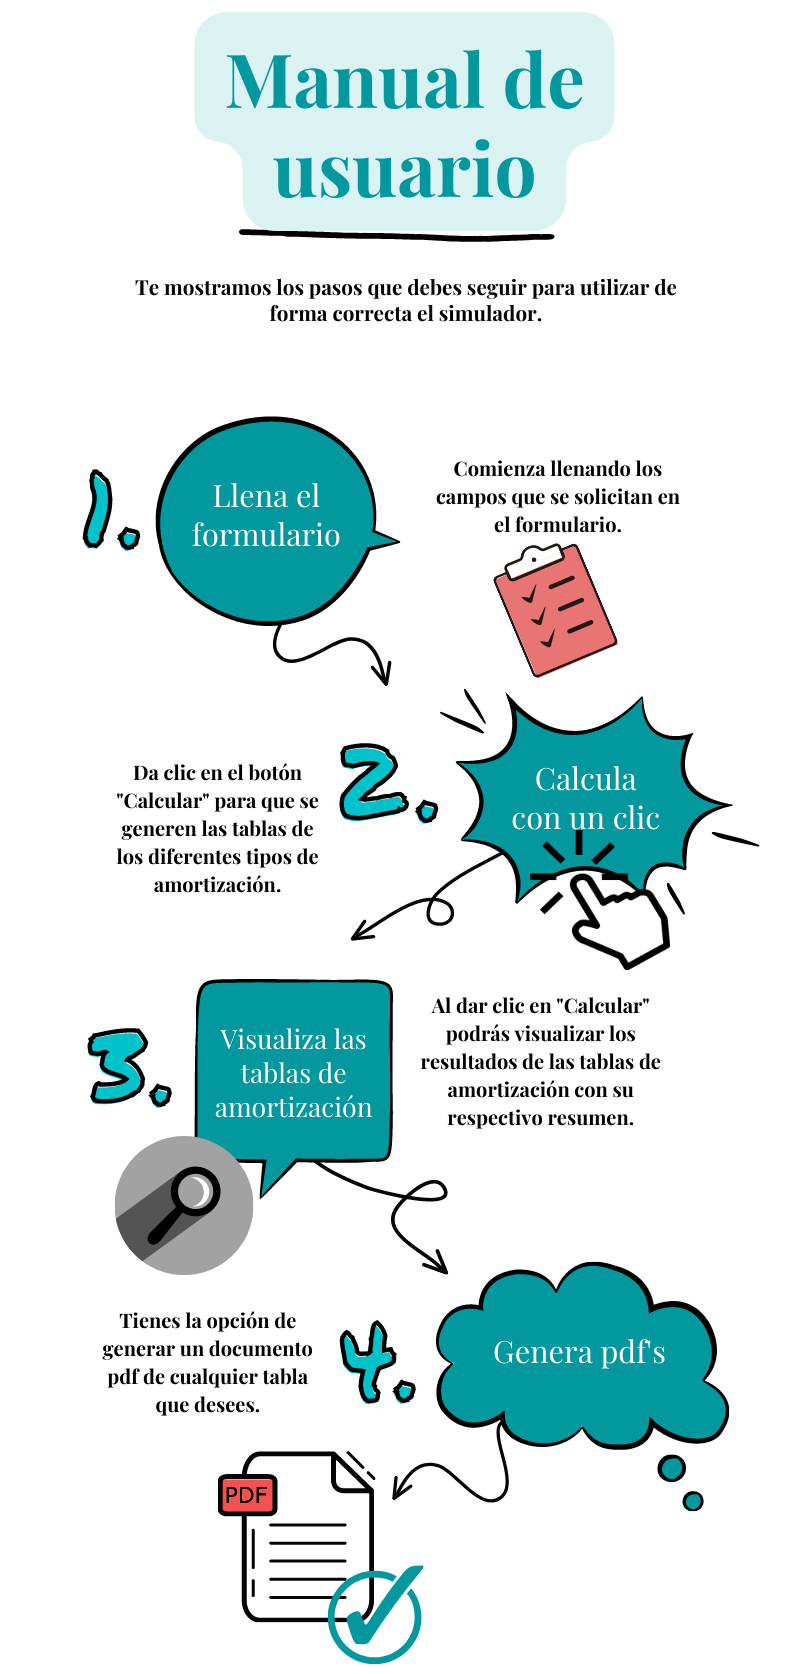 Manual de
usuario
Te mostramos los pasos que debes seguir para utilizar de
forma correcta el simulador.
1.
Llena el
formulario
Comienza llenando los
campos que se solicitan en
el formulario.
2.
Calcula
con un clic
Da clic en el botón
"Calcular" para que se
generen las tablas de
los diferentes tipos de
amortización.
3.
Visualiza las
tablas de
amortización
Al dar clic en "Calcular"
podrás visualizar los
resultados de las tablas de
amortización con su
respectivo resumen.
4.
Genera pdf's
Tienes la opción de
generar un documento
pdf de cualquier tabla
que desees.
PDF